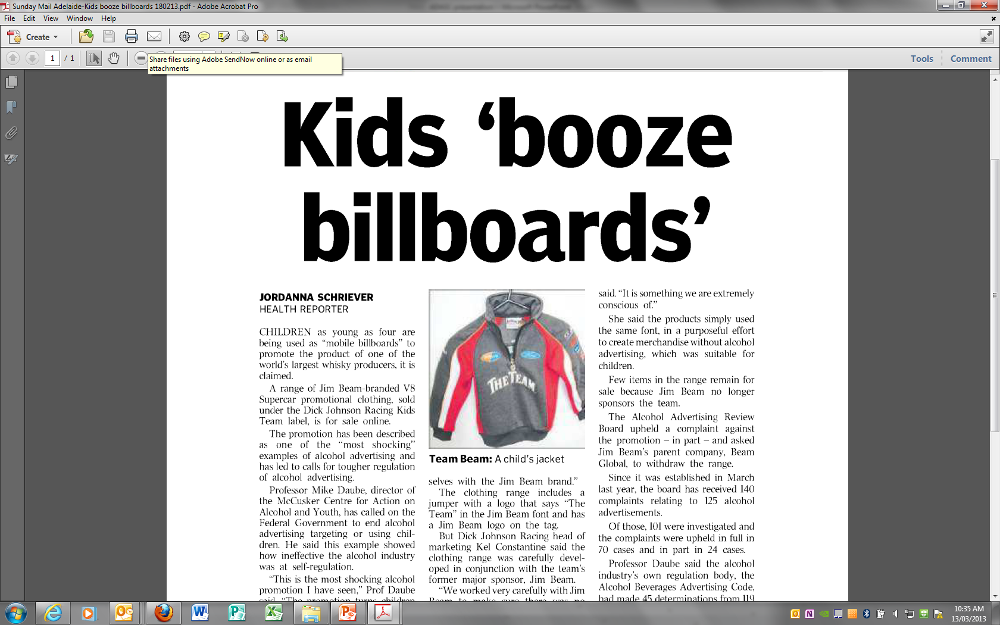 Sunday Mail Adelaide-Kids booze billboards 180213.pdf - Adobe Acrobat Pro
File Edit View Window Help
Create
1 / 1
Tools Comment
Share files using Adobe SendNow online or as email
attachments
Kids ‘booze
billboards’
JORDANNA SCHRIEVER
HEALTH REPORTER
CHILDREN as young as four are
being used as “mobile billboards” to
promote the product of one of the
world’s largest whisky producers, it is
claimed.
A range of Jim Beam-branded V8
Supercar promotional clothing, sold
under the Dick Johnson Racing Kids
Team label, is for sale online.
The promotion has been described
as one of the “most shocking”
examples of alcohol advertising and
has led to calls for tougher regulation
of alcohol advertising.
Professor Mike Daube, director of
the McCusker Centre for Action on
Alcohol and Youth, has called on the
Federal Government to end alcohol
advertising targeting or using chil-
dren. He said this example showed
how ineffective the alcohol industry
was at self-regulation.
“This is the most shocking alcohol
promotion I have seen,” Prof Daube
said. “The promotion turns children
THE TEAM
Team Beam: A child’s jacket
selves with the Jim Beam brand.”
The clothing range includes a
jumper with a logo that says “The
Team” in the Jim Beam font and has
a Jim Beam logo on the tag.
But Dick Johnson Racing head of
marketing Kel Constantine said the
clothing range was carefully devel-
oped in conjunction with the team’s
former major sponsor, Jim Beam.
“We worked very carefully with Jim
Beam to make sure there was no
said. “It is something we are extremely
conscious of.”
She said the products simply used
the same font, in a purposeful effort
to create merchandise without alcohol
advertising, which was suitable for
children.
Few items in the range remain for
sale because Jim Beam no longer
sponsors the team.
The Alcohol Advertising Review
Board upheld a complaint against
the promotion – in part – and asked
Jim Beam’s parent company, Beam
Global, to withdraw the range.
Since it was established in March
last year, the board has received 140
complaints relating to 125 alcohol
advertisements.
Of those, 101 were investigated and
the complaints were upheld in full in
70 cases and in part in 24 cases.
Professor Daube said the alcohol
industry’s own regulation body, the
Alcohol Beverages Advertising Code,
had made 45 determinations from 119
10:35 AM
13/03/2013